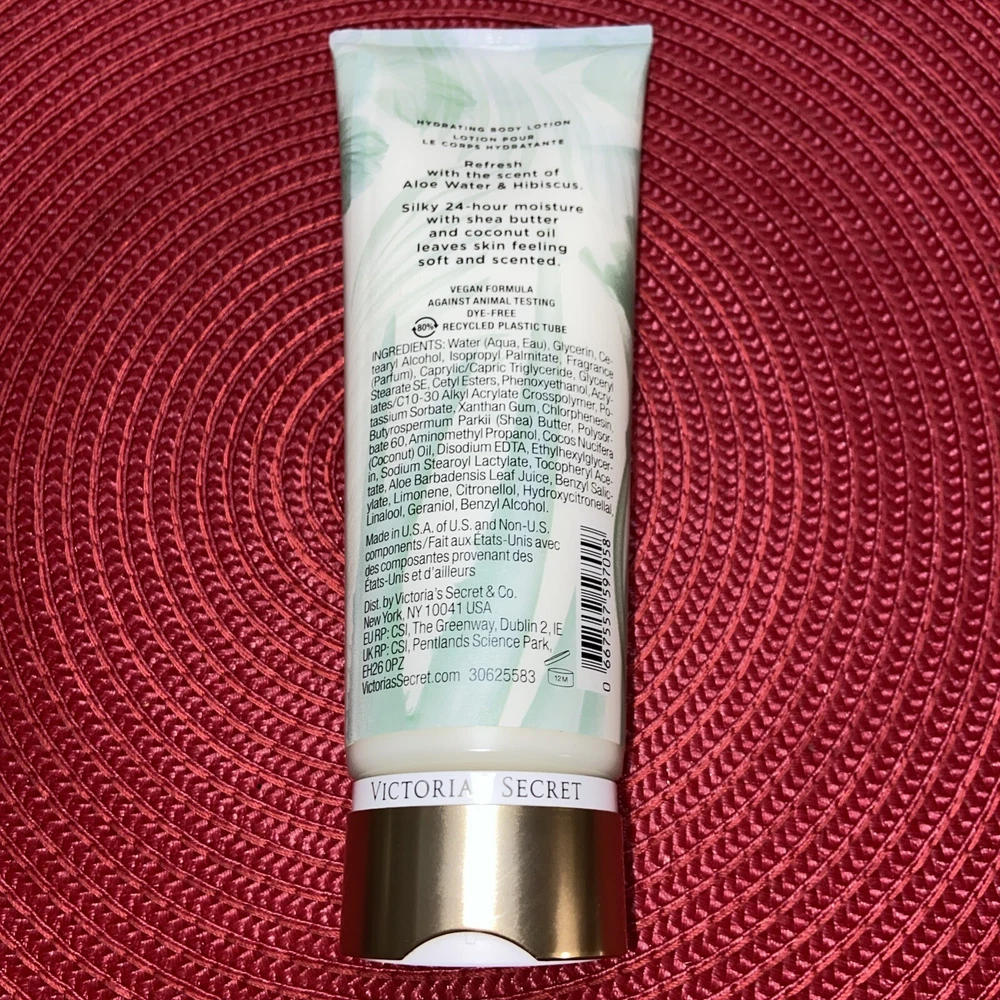 HYDRATING BODY LOTION
LOTION POUR
LE CORPS HYDRATANTE
Refresh
with the scent of
Aloe Water & Hibiscus.
Silky 24-hour moisture
with shea butter
and coconut oil
leaves skin feeling
soft and scented.
VEGAN FORMULA
AGAINST ANIMAL TESTING
DYE-FREE
80% RECYCLED PLASTIC TUBE
INGREDIENTS: Water (Aqua, Eau), Glycerin, Ce-
tearyl Alcohol, Isopropyl Palmitate, Fragrance
(Parfum), Caprylic/Capric Triglyceride, Glyceryl
Stearate SE, Cetyl Esters, Phenoxyethanol, Acry-
lates/C10-30 Alkyl Acrylate Crosspolymer, Po-
tassium Sorbate, Xanthan Gum, Chlorphenesin,
Butyrospermum Parkii (Shea) Butter, Polysor-
bate 60, Aminomethyl Propanol, Cocos Nucifera
(Coconut) Oil, Disodium EDTA, Ethylhexylglycer-
in, Sodium Stearoyl Lactylate, Tocopheryl Ace-
tate, Aloe Barbadensis Leaf Juice, Benzyl Salic-
ylate, Limonene, Citronellol, Hydroxycitronellal,
Linalool, Geraniol, Benzyl Alcohol.
Made in U.S.A. of U.S. and Non-U.S.
components/Fait aux États-Unis avec
des composantes provenant des
États-Unis et d'ailleurs
Dist. by Victoria's Secret & Co.
New York, NY 10041 USA
EU RP: CSI, The Greenway, Dublin 2, IE
UK RP: CSI, Pentlands Science Park,
EH26 0PZ
VictoriasSecret.com 30625583
12M
0 667557 597058
VICTORIA SECRET